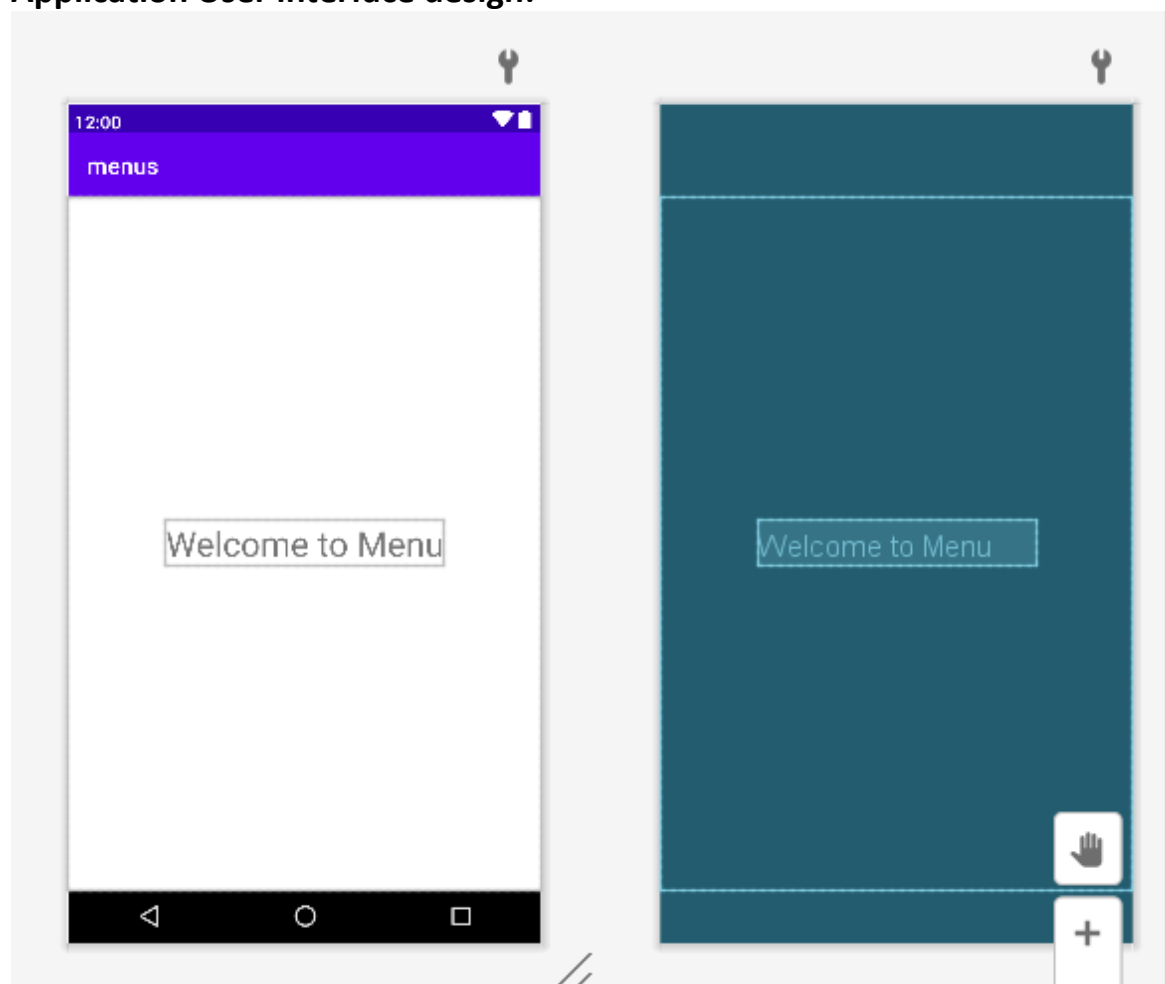 Application User Interface design:
12:00
menus
Welcome to Menu
Welcome to Menu